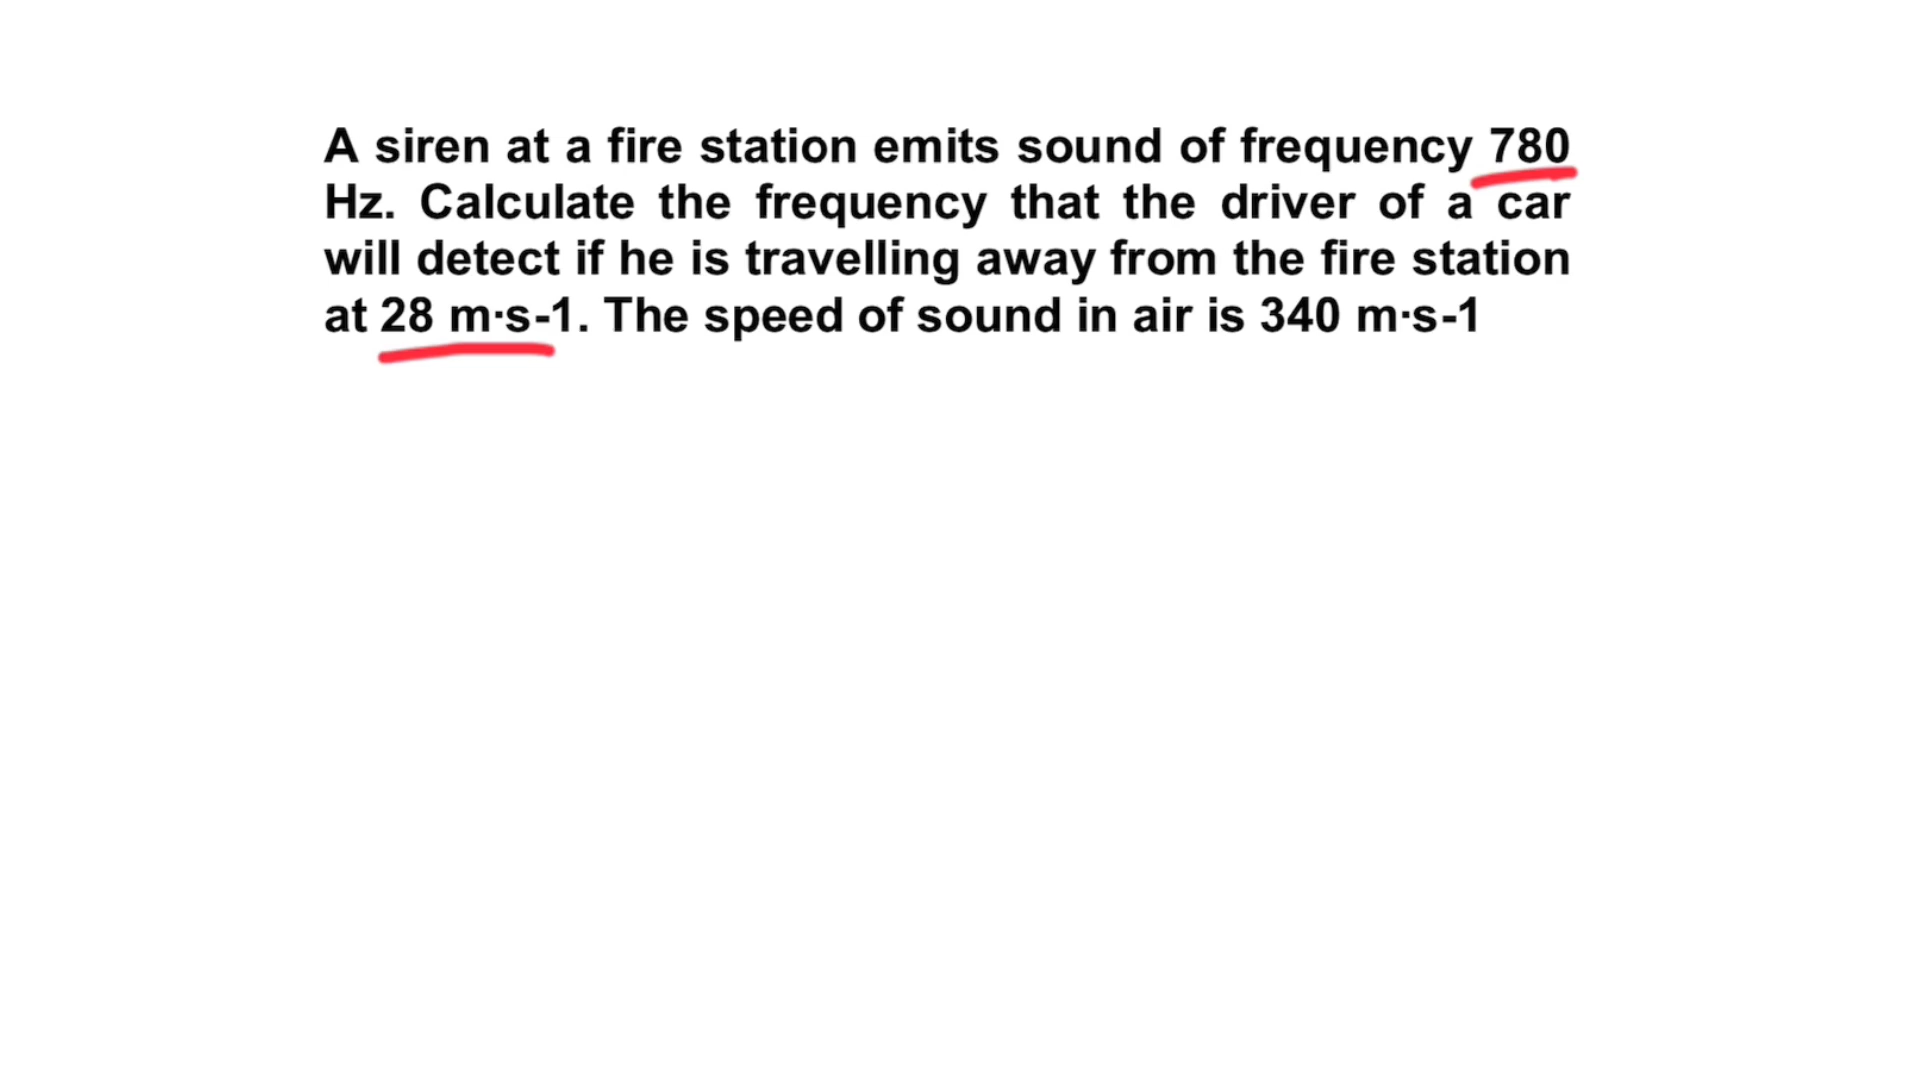 A siren at a fire station emits sound of frequency 780
Hz. Calculate the frequency that the driver of a car
will detect if he is travelling away from the fire station
at 28 m·s-1. The speed of sound in air is 340 m·s-1